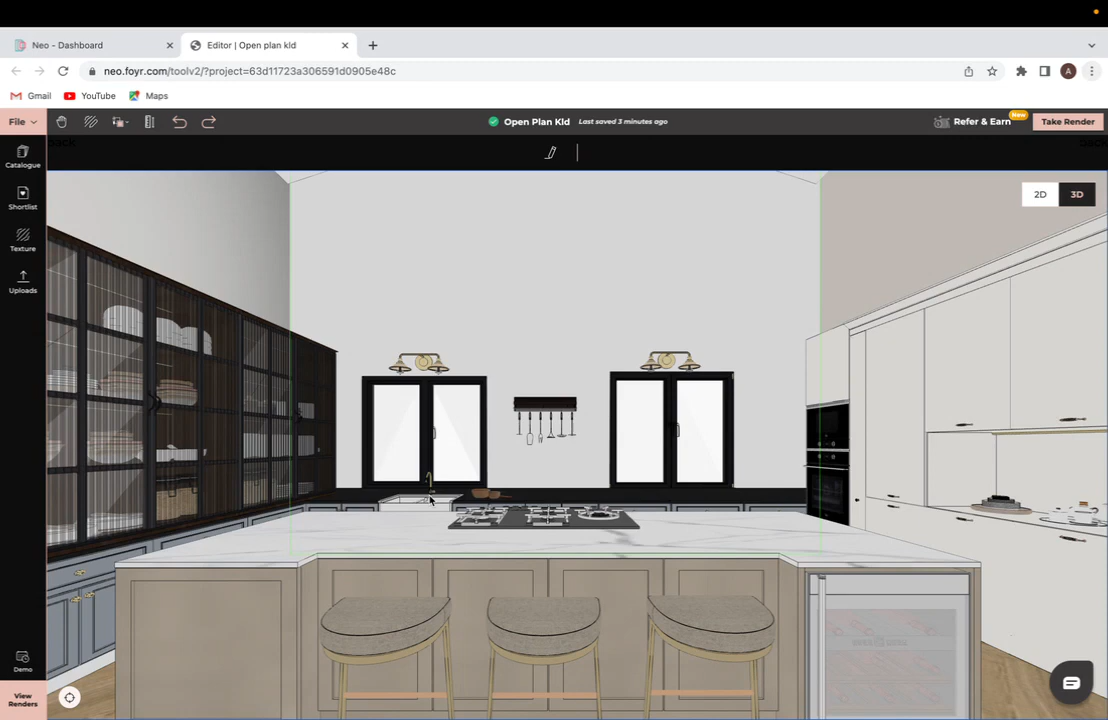 Neo - Dashboard
Editor | Open plan kld
neo.foyr.com/toolv2/?project=63d11723a306591d0905e48c
A
Gmail
YouTube
Maps
File
Open Plan Kld
Last saved 3 minutes ago
Refer & Earn
New
Take Render
back
back
Catalogue
Shortlist
Texture
Uploads
2D
3D
Demo
View
Renders